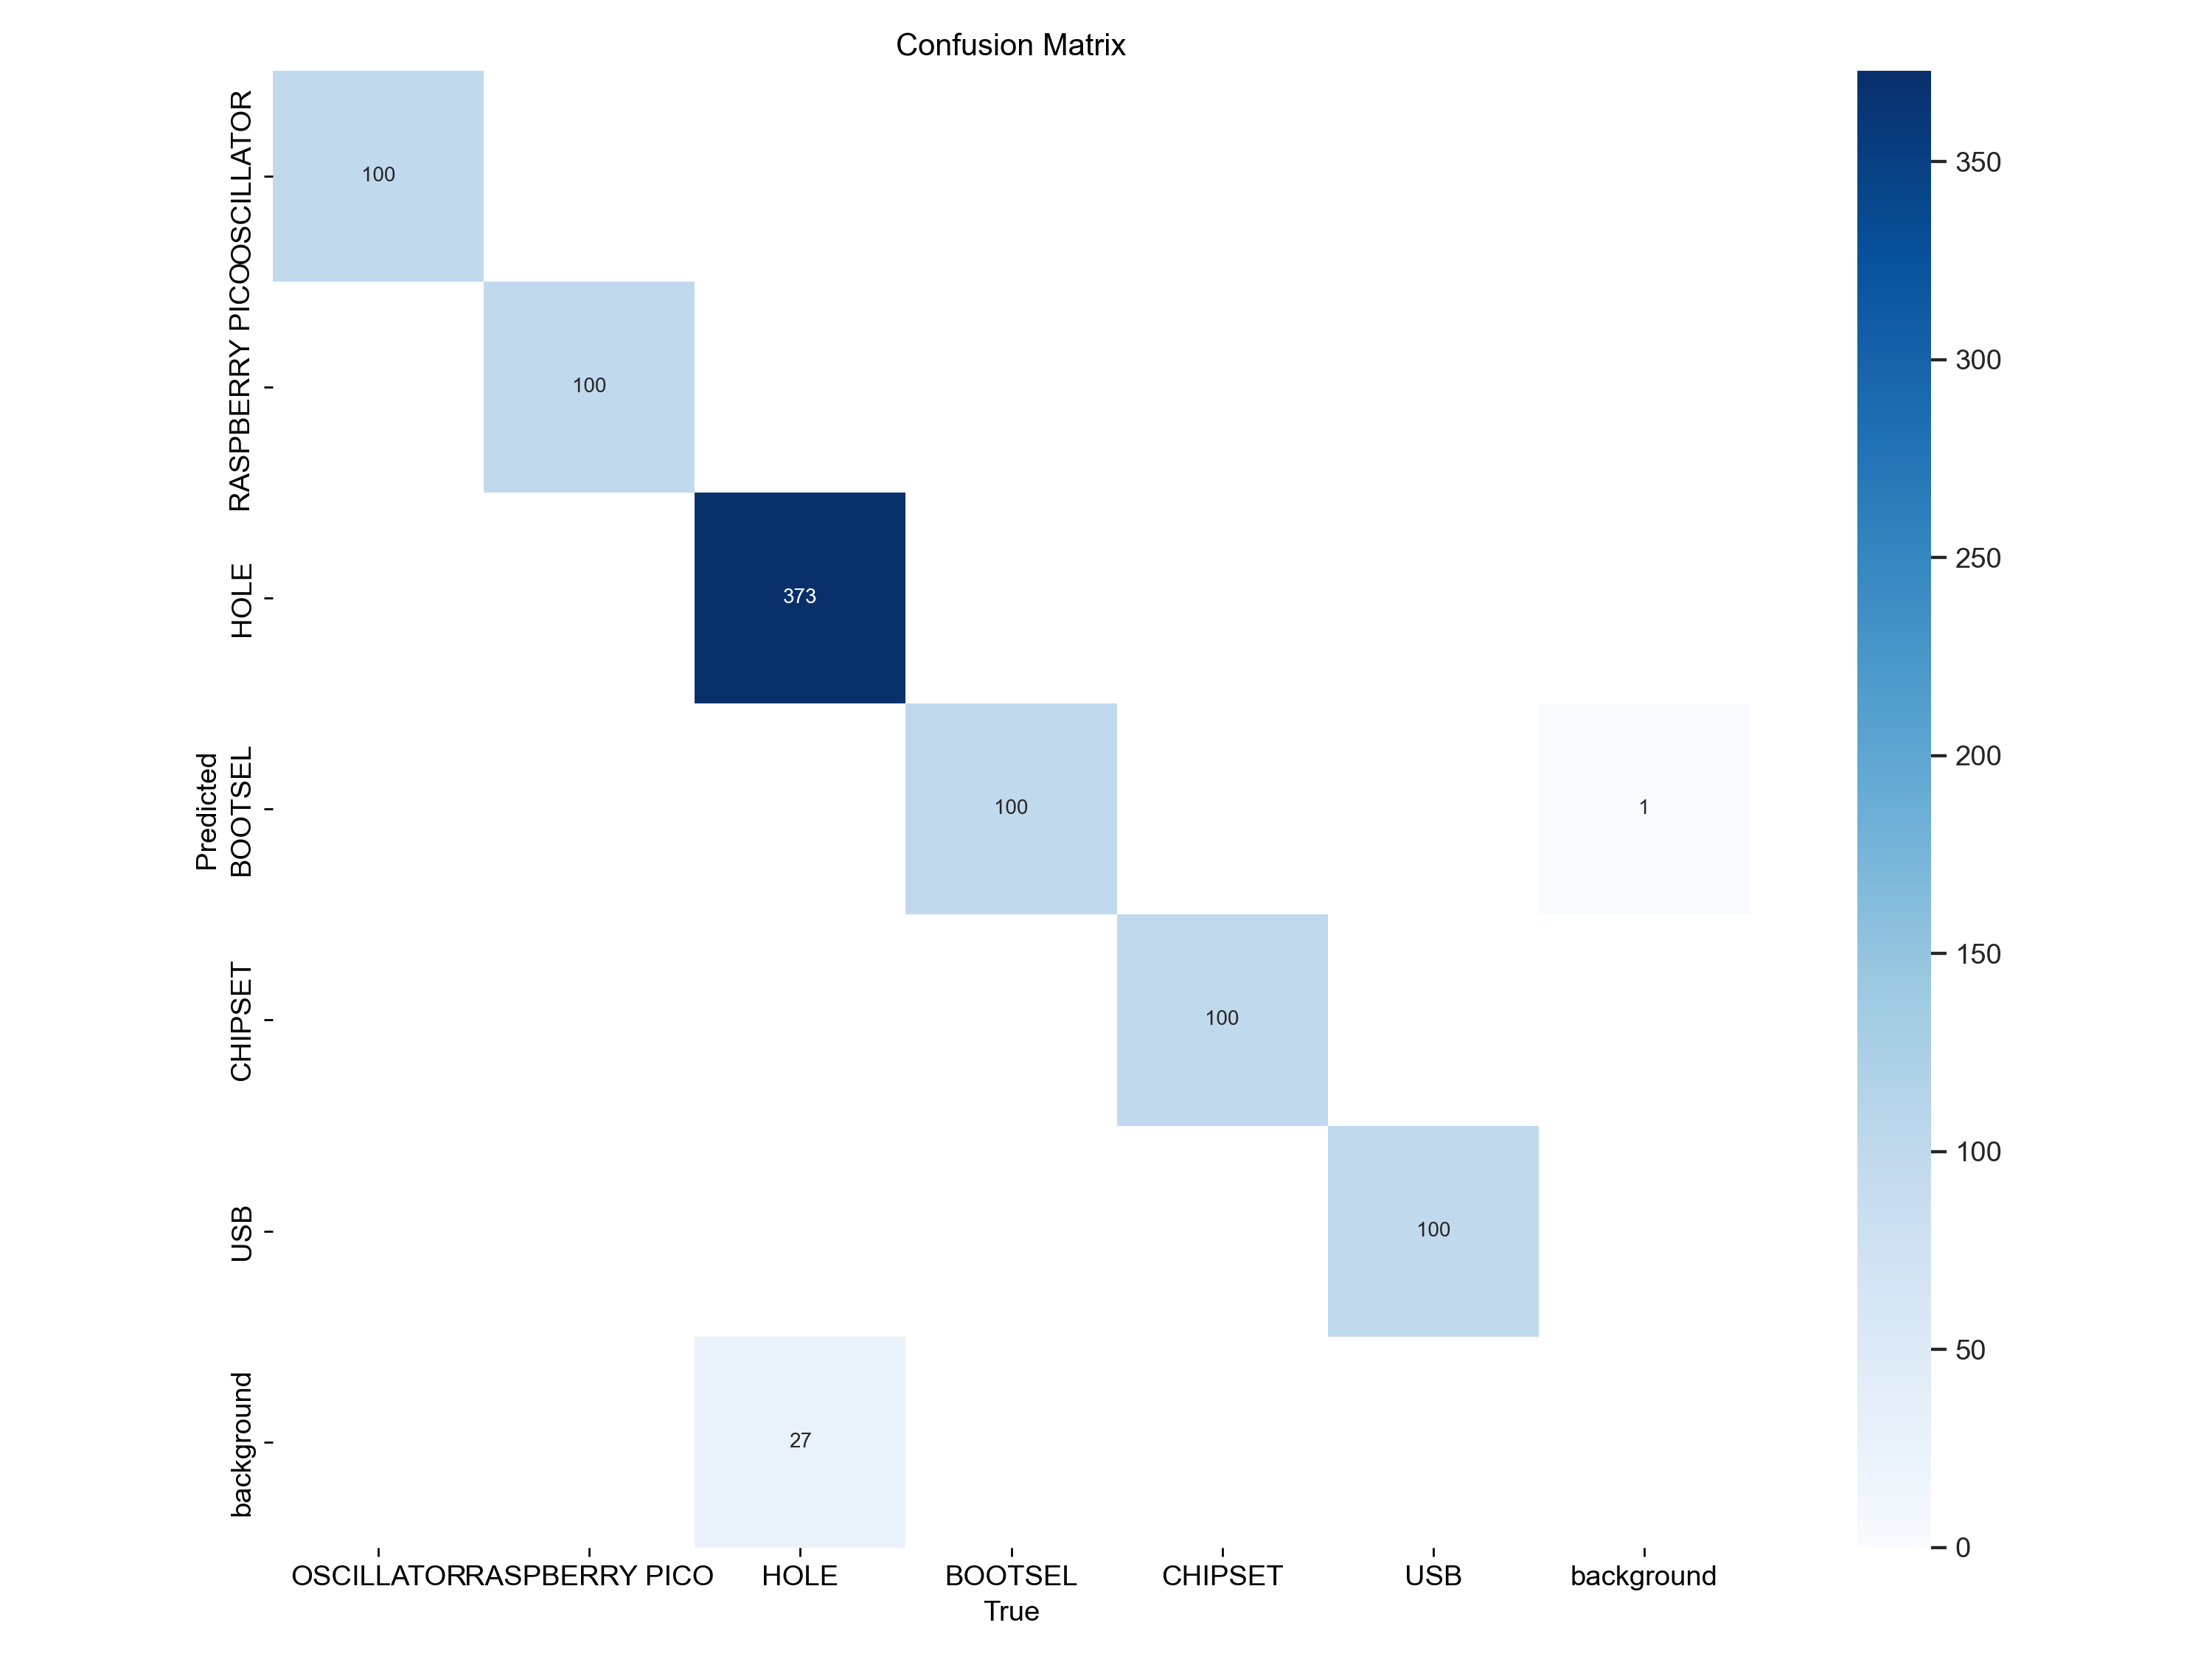 Confusion Matrix
OSCILLATOR
RASPBERRY PICO
HOLE
BOOTSEL
CHIPSET
USB
background
Predicted
100
100
373
100
1
100
100
27
OSCILLATOR
RASPBERRY PICO
HOLE
BOOTSEL
CHIPSET
USB
background
True
350
300
250
200
150
100
50
0